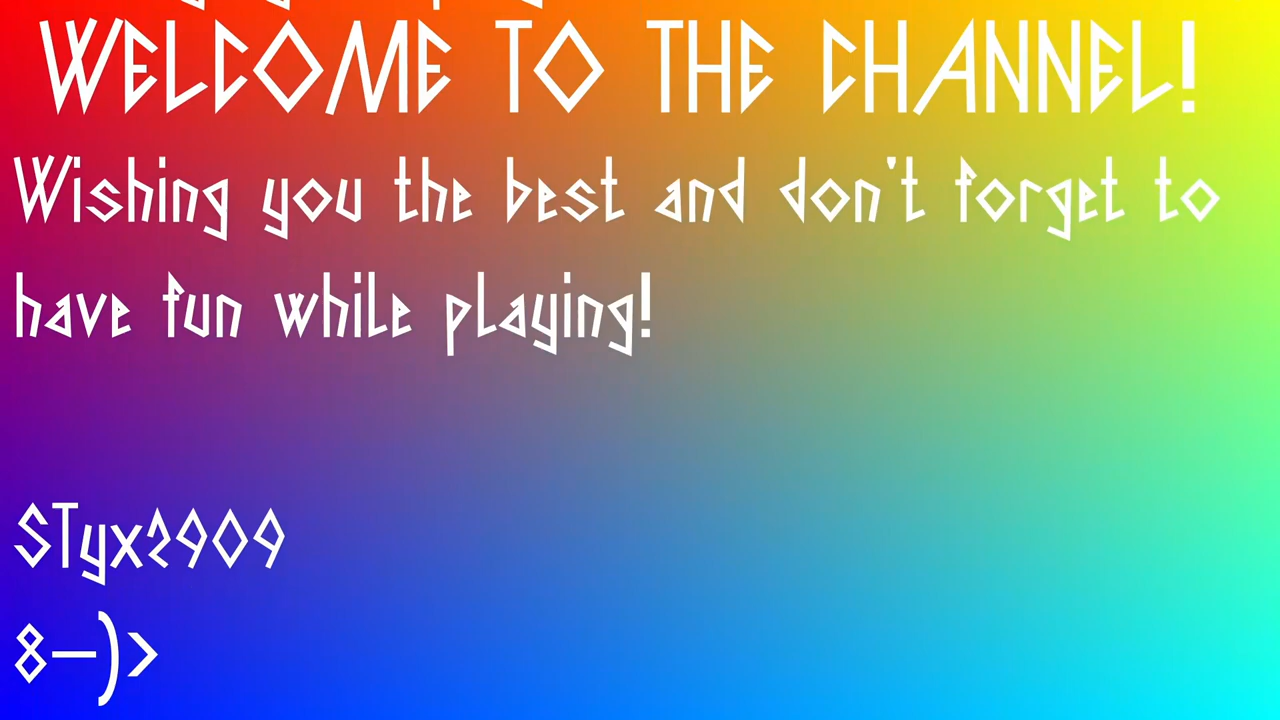 WELCOME TO THE CHANNEL!
Wishing you the best and don't forget to
have fun while playing!
STyx2909
8—)>